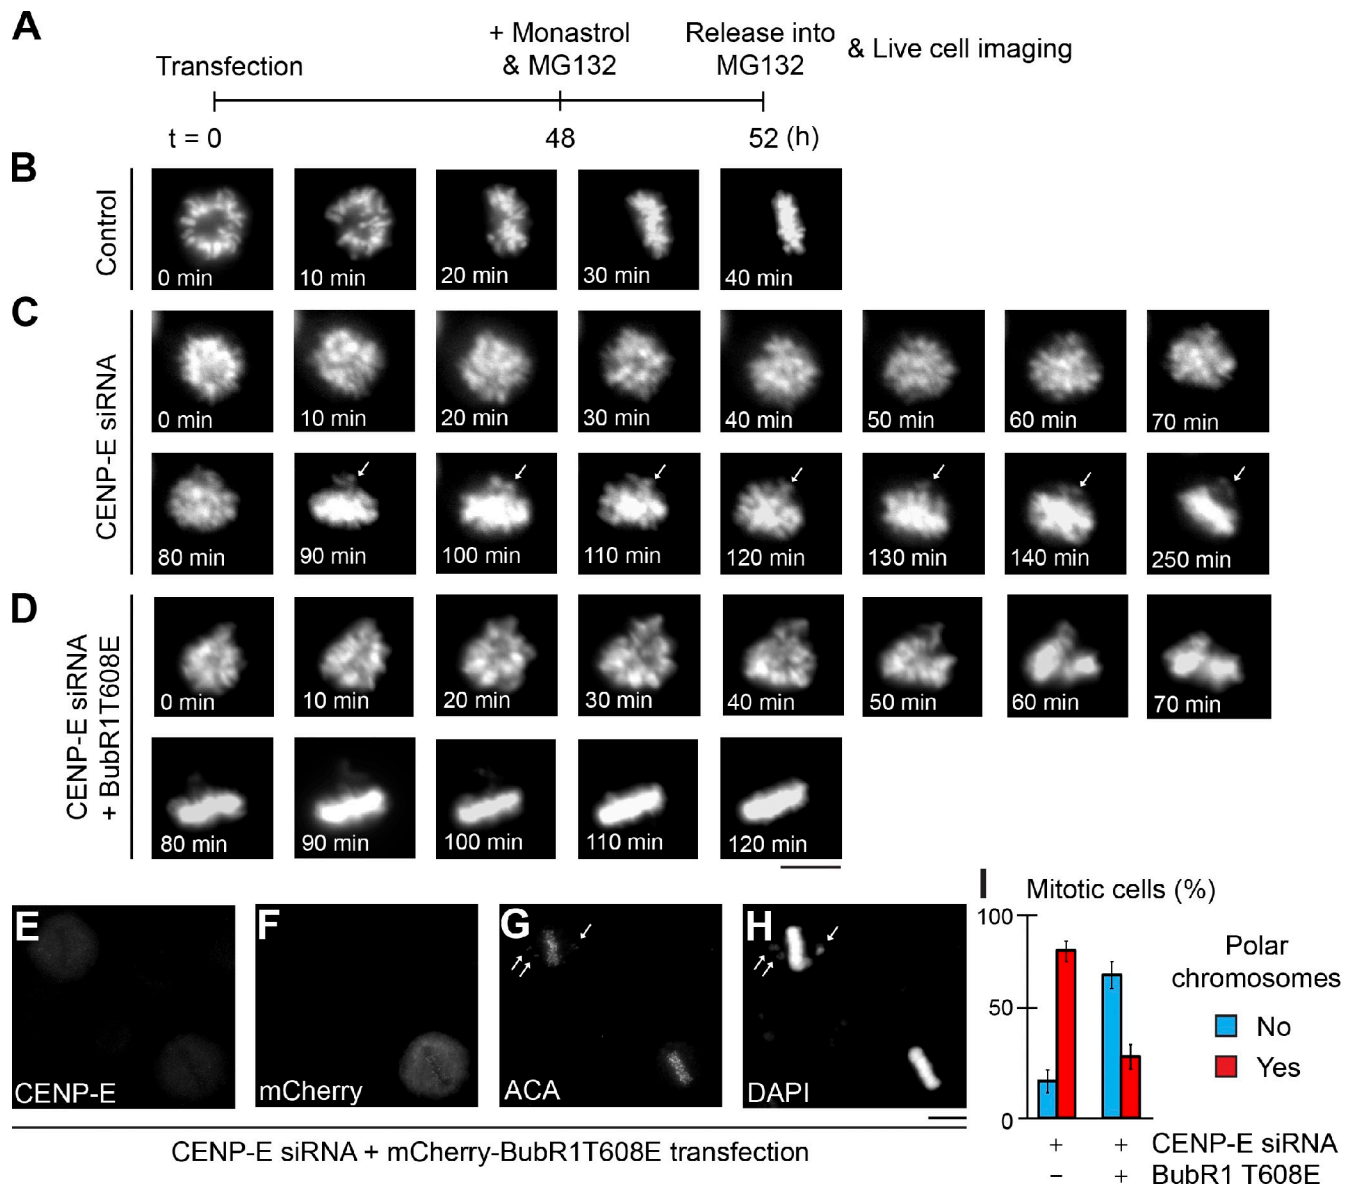 A
Transfection
+ Monastrol
& MG132
Release into
MG132
& Live cell imaging
t = 0
48
52 (h)
B
Control
0 min
10 min
20 min
30 min
40 min
C
CENP-E siRNA
0 min
10 min
20 min
30 min
40 min
50 min
60 min
70 min
80 min
90 min
100 min
110 min
120 min
130 min
140 min
250 min
D
CENP-E siRNA
+ BubR1T608E
0 min
10 min
20 min
30 min
40 min
50 min
60 min
70 min
80 min
90 min
100 min
110 min
120 min
E
CENP-E
F
mCherry
G
ACA
H
DAPI
CENP-E siRNA + mCherry-BubR1T608E transfection
I
Mitotic cells (%)
100
50
0
Polar
chromosomes
No
Yes
+ + CENP-E siRNA
− + BubR1 T608E